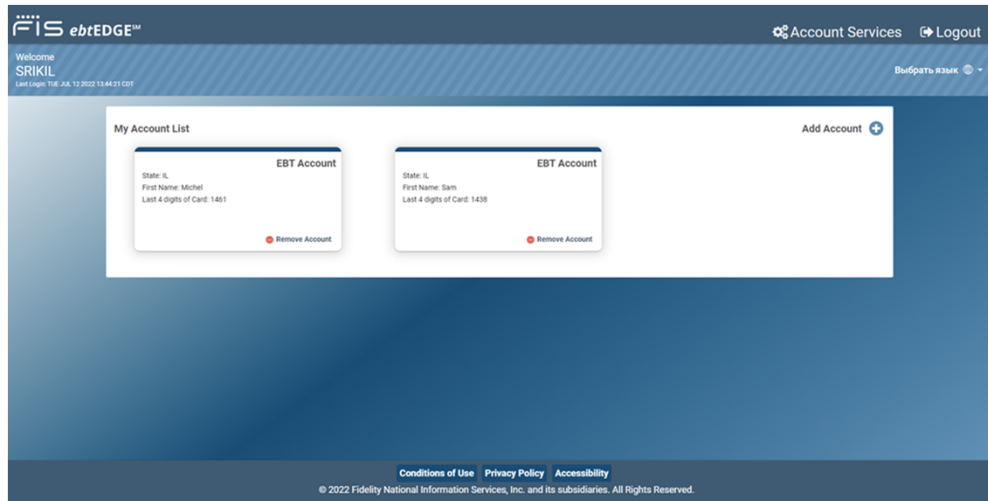 FIS ebtEDGE℠
Account Services Logout
Welcome
SRIKIL
Last Login: TUE JUL 12 2022 13:44:21 CDT
Выбрать язык
My Account List
Add Account
EBT Account
State: IL
First Name: Michel
Last 4 digits of Card: 1461
Remove Account
EBT Account
State: IL
First Name: Sam
Last 4 digits of Card: 1438
Remove Account
Conditions of Use Privacy Policy Accessibility
© 2022 Fidelity National Information Services, Inc. and its subsidiaries. All Rights Reserved.